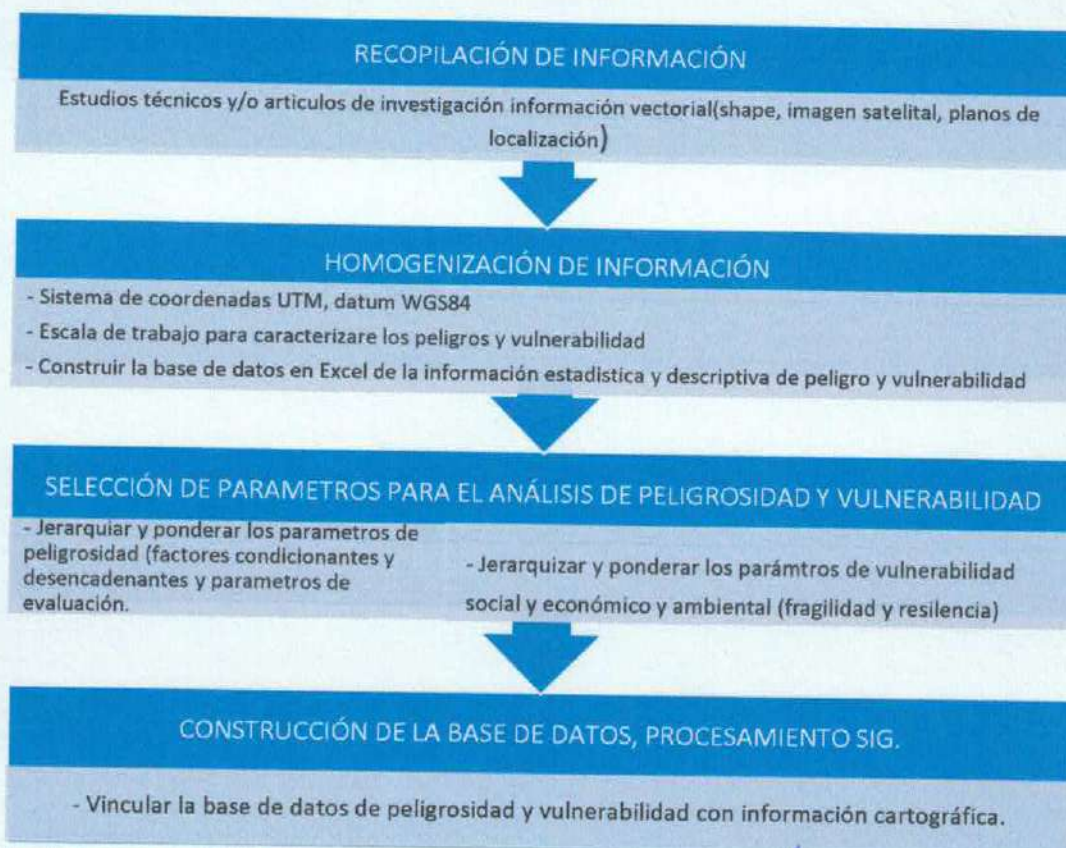 RECOPILACIÓN DE INFORMACIÓN
Estudios técnicos y/o articulos de investigación información vectorial(shape, imagen satelital, planos de
localización)
HOMOGENIZACIÓN DE INFORMACIÓN
- Sistema de coordenadas UTM, datum WGS84
- Escala de trabajo para caracterizare los peligros y vulnerabilidad
- Construir la base de datos en Excel de la información estadistica y descriptiva de peligro y vulnerabilidad
SELECCIÓN DE PARAMETROS PARA EL ANÁLISIS DE PELIGROSIDAD Y VULNERABILIDAD
- Jerarquiar y ponderar los parametros de
peligrosidad (factores condicionantes y
desencadenantes y parametros de
evaluación.
- Jerarquizar y ponderar los parámtros de vulnerabilidad
social y económico y ambiental (fragilidad y resilencia)
CONSTRUCCIÓN DE LA BASE DE DATOS, PROCESAMIENTO SIG.
- Vincular la base de datos de peligrosidad y vulnerabilidad con información cartográfica.